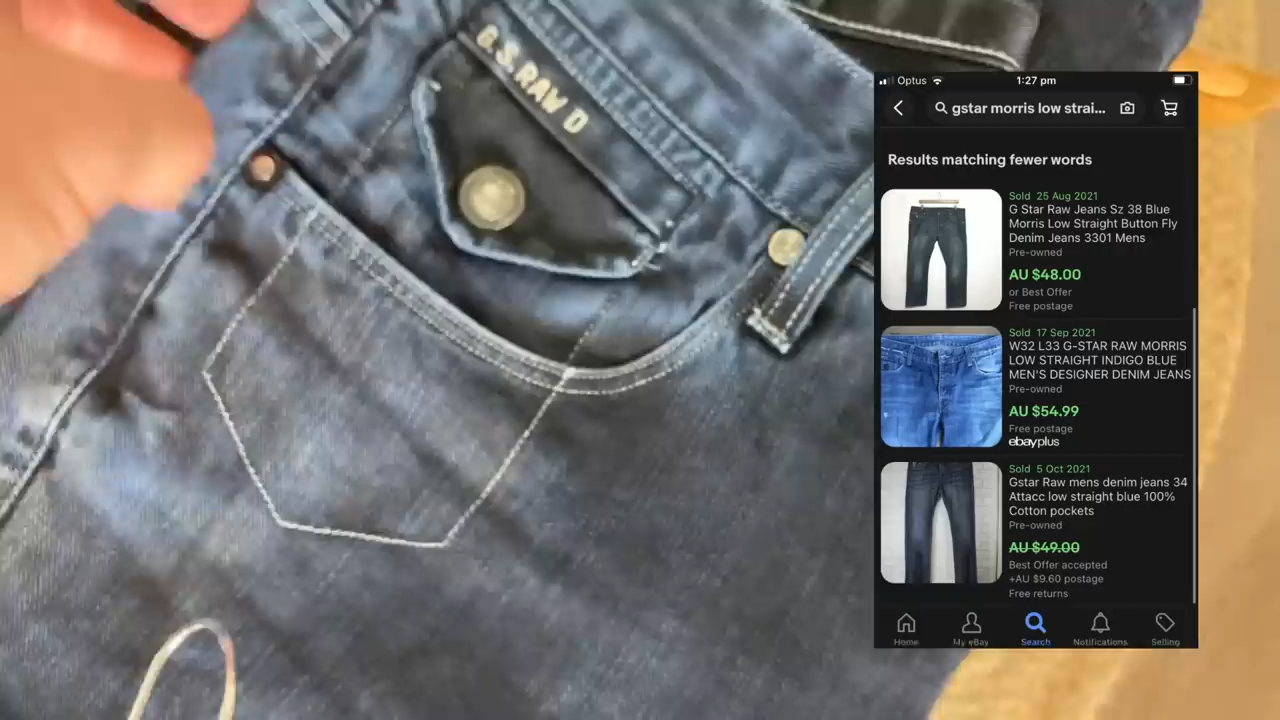 G.S.RAW D
Optus
1:27 pm
gstar morris low strai...
Results matching fewer words
Sold 25 Aug 2021
G Star Raw Jeans Sz 38 Blue
Morris Low Straight Button Fly
Denim Jeans 3301 Mens
Pre-owned
AU $48.00
or Best Offer
Free postage
Sold 17 Sep 2021
W32 L33 G-STAR RAW MORRIS
LOW STRAIGHT INDIGO BLUE
MEN'S DESIGNER DENIM JEANS
Pre-owned
AU $54.99
Free postage
ebayplus
Sold 5 Oct 2021
Gstar Raw mens denim jeans 34
Attacc low straight blue 100%
Cotton pockets
Pre-owned
AU $49.00
Best Offer accepted
+AU $9.60 postage
Free returns
Home
My eBay
Search
Notifications
Selling